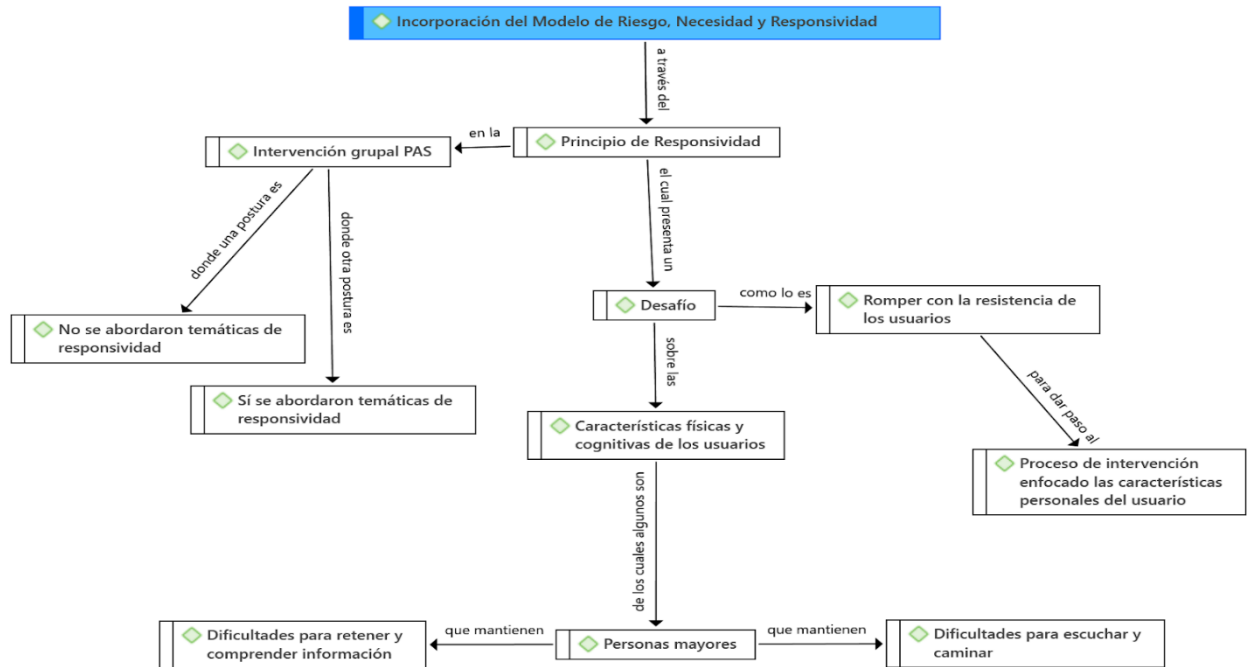 Incorporación del Modelo de Riesgo, Necesidad y Responsividad
a través del
Principio de Responsividad
en la
Intervención grupal PAS
el cual presenta un
donde una postura es
donde otra postura es
Desafío
como lo es
Romper con la resistencia de
los usuarios
No se abordaron temáticas de
responsividad
sobre las
para dar paso al
Sí se abordaron temáticas de
responsividad
Características físicas y
cognitivas de los usuarios
Proceso de intervención
enfocado las características
personales del usuario
de los cuales algunos son
Dificultades para retener y
comprender información
que mantienen
Personas mayores
que mantienen
Dificultades para escuchar y
caminar